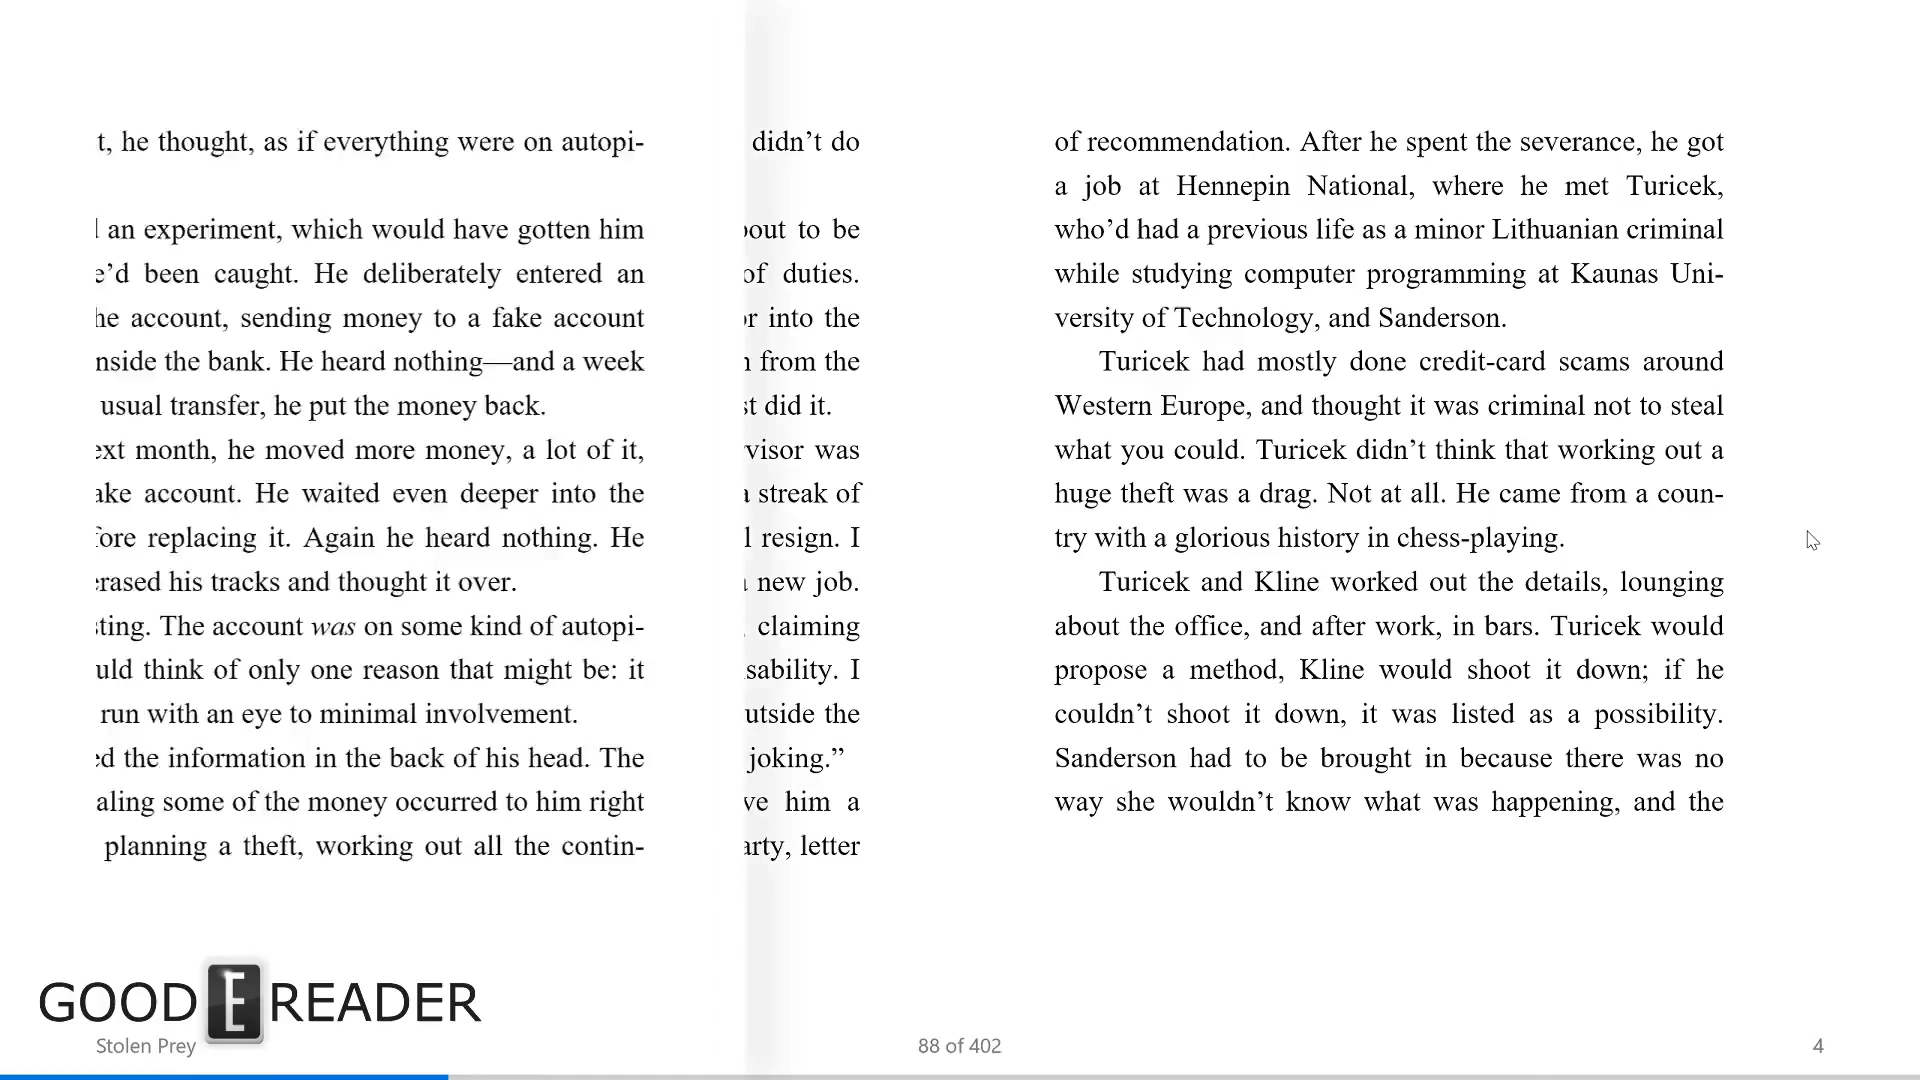 t, he thought, as if everything were on autopi-
an experiment, which would have gotten him
e’d been caught. He deliberately entered an
he account, sending money to a fake account
nside the bank. He heard nothing—and a week
usual transfer, he put the money back.
ext month, he moved more money, a lot of it,
ake account. He waited even deeper into the
fore replacing it. Again he heard nothing. He
erased his tracks and thought it over.
sting. The account was on some kind of autopi-
uld think of only one reason that might be: it
run with an eye to minimal involvement.
ed the information in the back of his head. The
aling some of the money occurred to him right
planning a theft, working out all the contin-
didn’t do
bout to be
of duties.
or into the
from the
st did it.
visor was
a streak of
resign. I
new job.
claiming
sability. I
utside the
joking.”
ve him a
arty, letter
of recommendation. After he spent the severance, he got
a job at Hennepin National, where he met Turicek,
who’d had a previous life as a minor Lithuanian criminal
while studying computer programming at Kaunas Uni-
versity of Technology, and Sanderson.
Turicek had mostly done credit-card scams around
Western Europe, and thought it was criminal not to steal
what you could. Turicek didn’t think that working out a
huge theft was a drag. Not at all. He came from a coun-
try with a glorious history in chess-playing.
Turicek and Kline worked out the details, lounging
about the office, and after work, in bars. Turicek would
propose a method, Kline would shoot it down; if he
couldn’t shoot it down, it was listed as a possibility.
Sanderson had to be brought in because there was no
way she wouldn’t know what was happening, and the
GOOD E READER
Stolen Prey
88 of 402
4